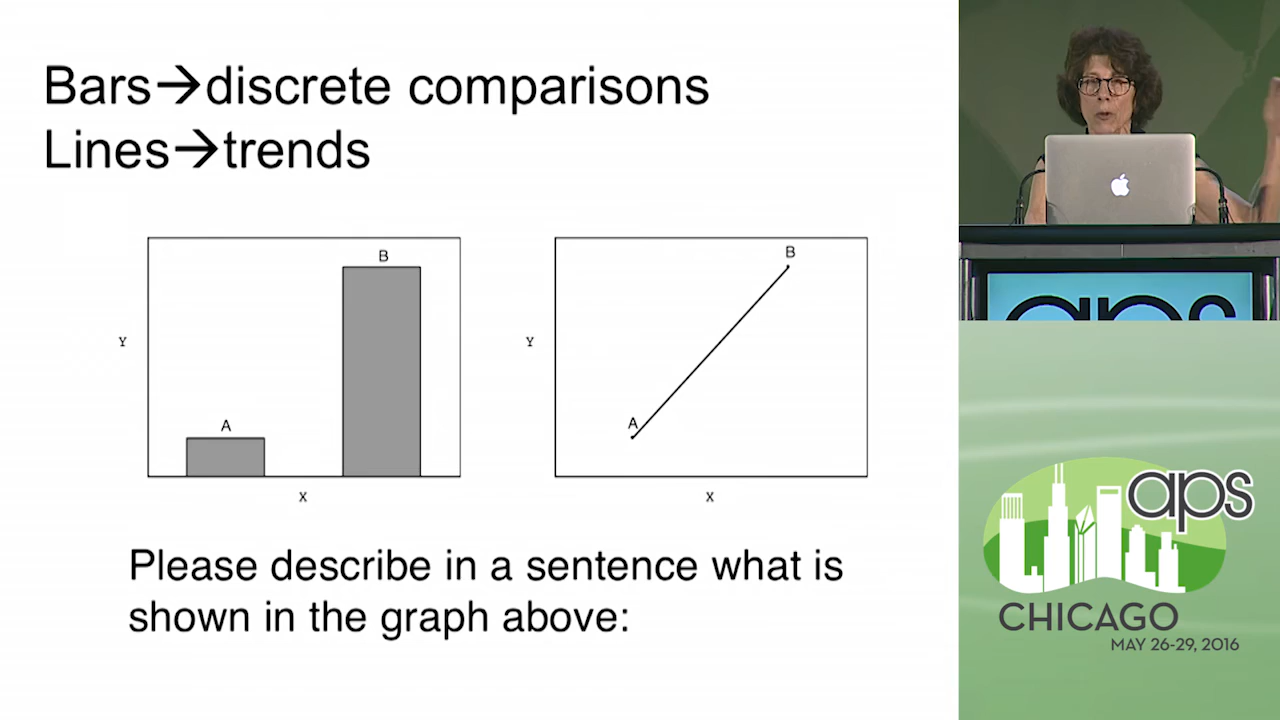 Bars→discrete comparisons
Lines→trends
B
A
Y
X
B
A
Y
X
Please describe in a sentence what is
shown in the graph above:
aps
aps
CHICAGO
MAY 26-29, 2016